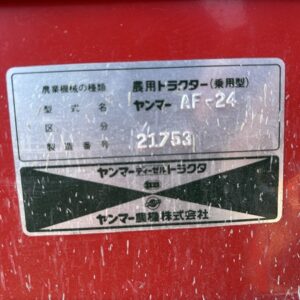 農業機械の種類 農用トラクター(乗用型)
型式名 ヤンマー AF-24
区分
製造番号 21753
ヤンマーディーゼルトラクタ
ヤンマー農機株式会社